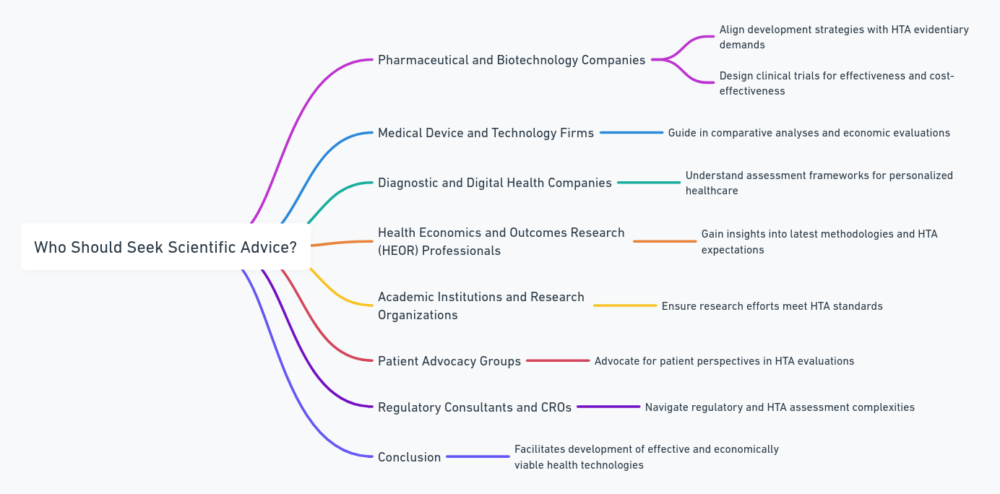 Who Should Seek Scientific Advice?
Pharmaceutical and Biotechnology Companies
Align development strategies with HTA evidentiary
demands
Design clinical trials for effectiveness and cost-
effectiveness
Medical Device and Technology Firms
Guide in comparative analyses and economic evaluations
Diagnostic and Digital Health Companies
Understand assessment frameworks for personalized
healthcare
Health Economics and Outcomes Research
(HEOR) Professionals
Gain insights into latest methodologies and HTA
expectations
Academic Institutions and Research
Organizations
Ensure research efforts meet HTA standards
Patient Advocacy Groups
Advocate for patient perspectives in HTA evaluations
Regulatory Consultants and CROs
Navigate regulatory and HTA assessment complexities
Conclusion
Facilitates development of effective and economically
viable health technologies